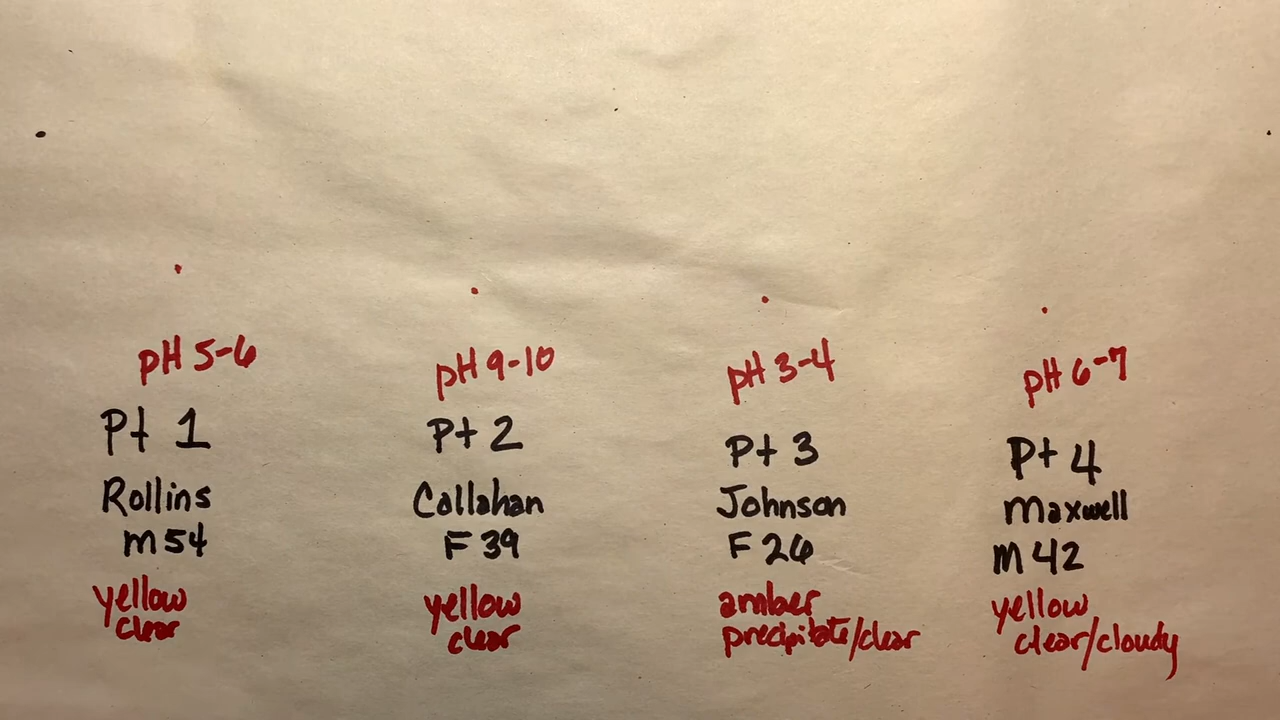 pH 5-6
Pt 1
Rollins
M 54
yellow
clear
pH 9-10
Pt 2
Callahan
F 39
yellow
clear
pH 3-4
Pt 3
Johnson
F 26
amber
precipitate/clear
pH 6-7
Pt 4
Maxwell
M 42
yellow
clear/cloudy